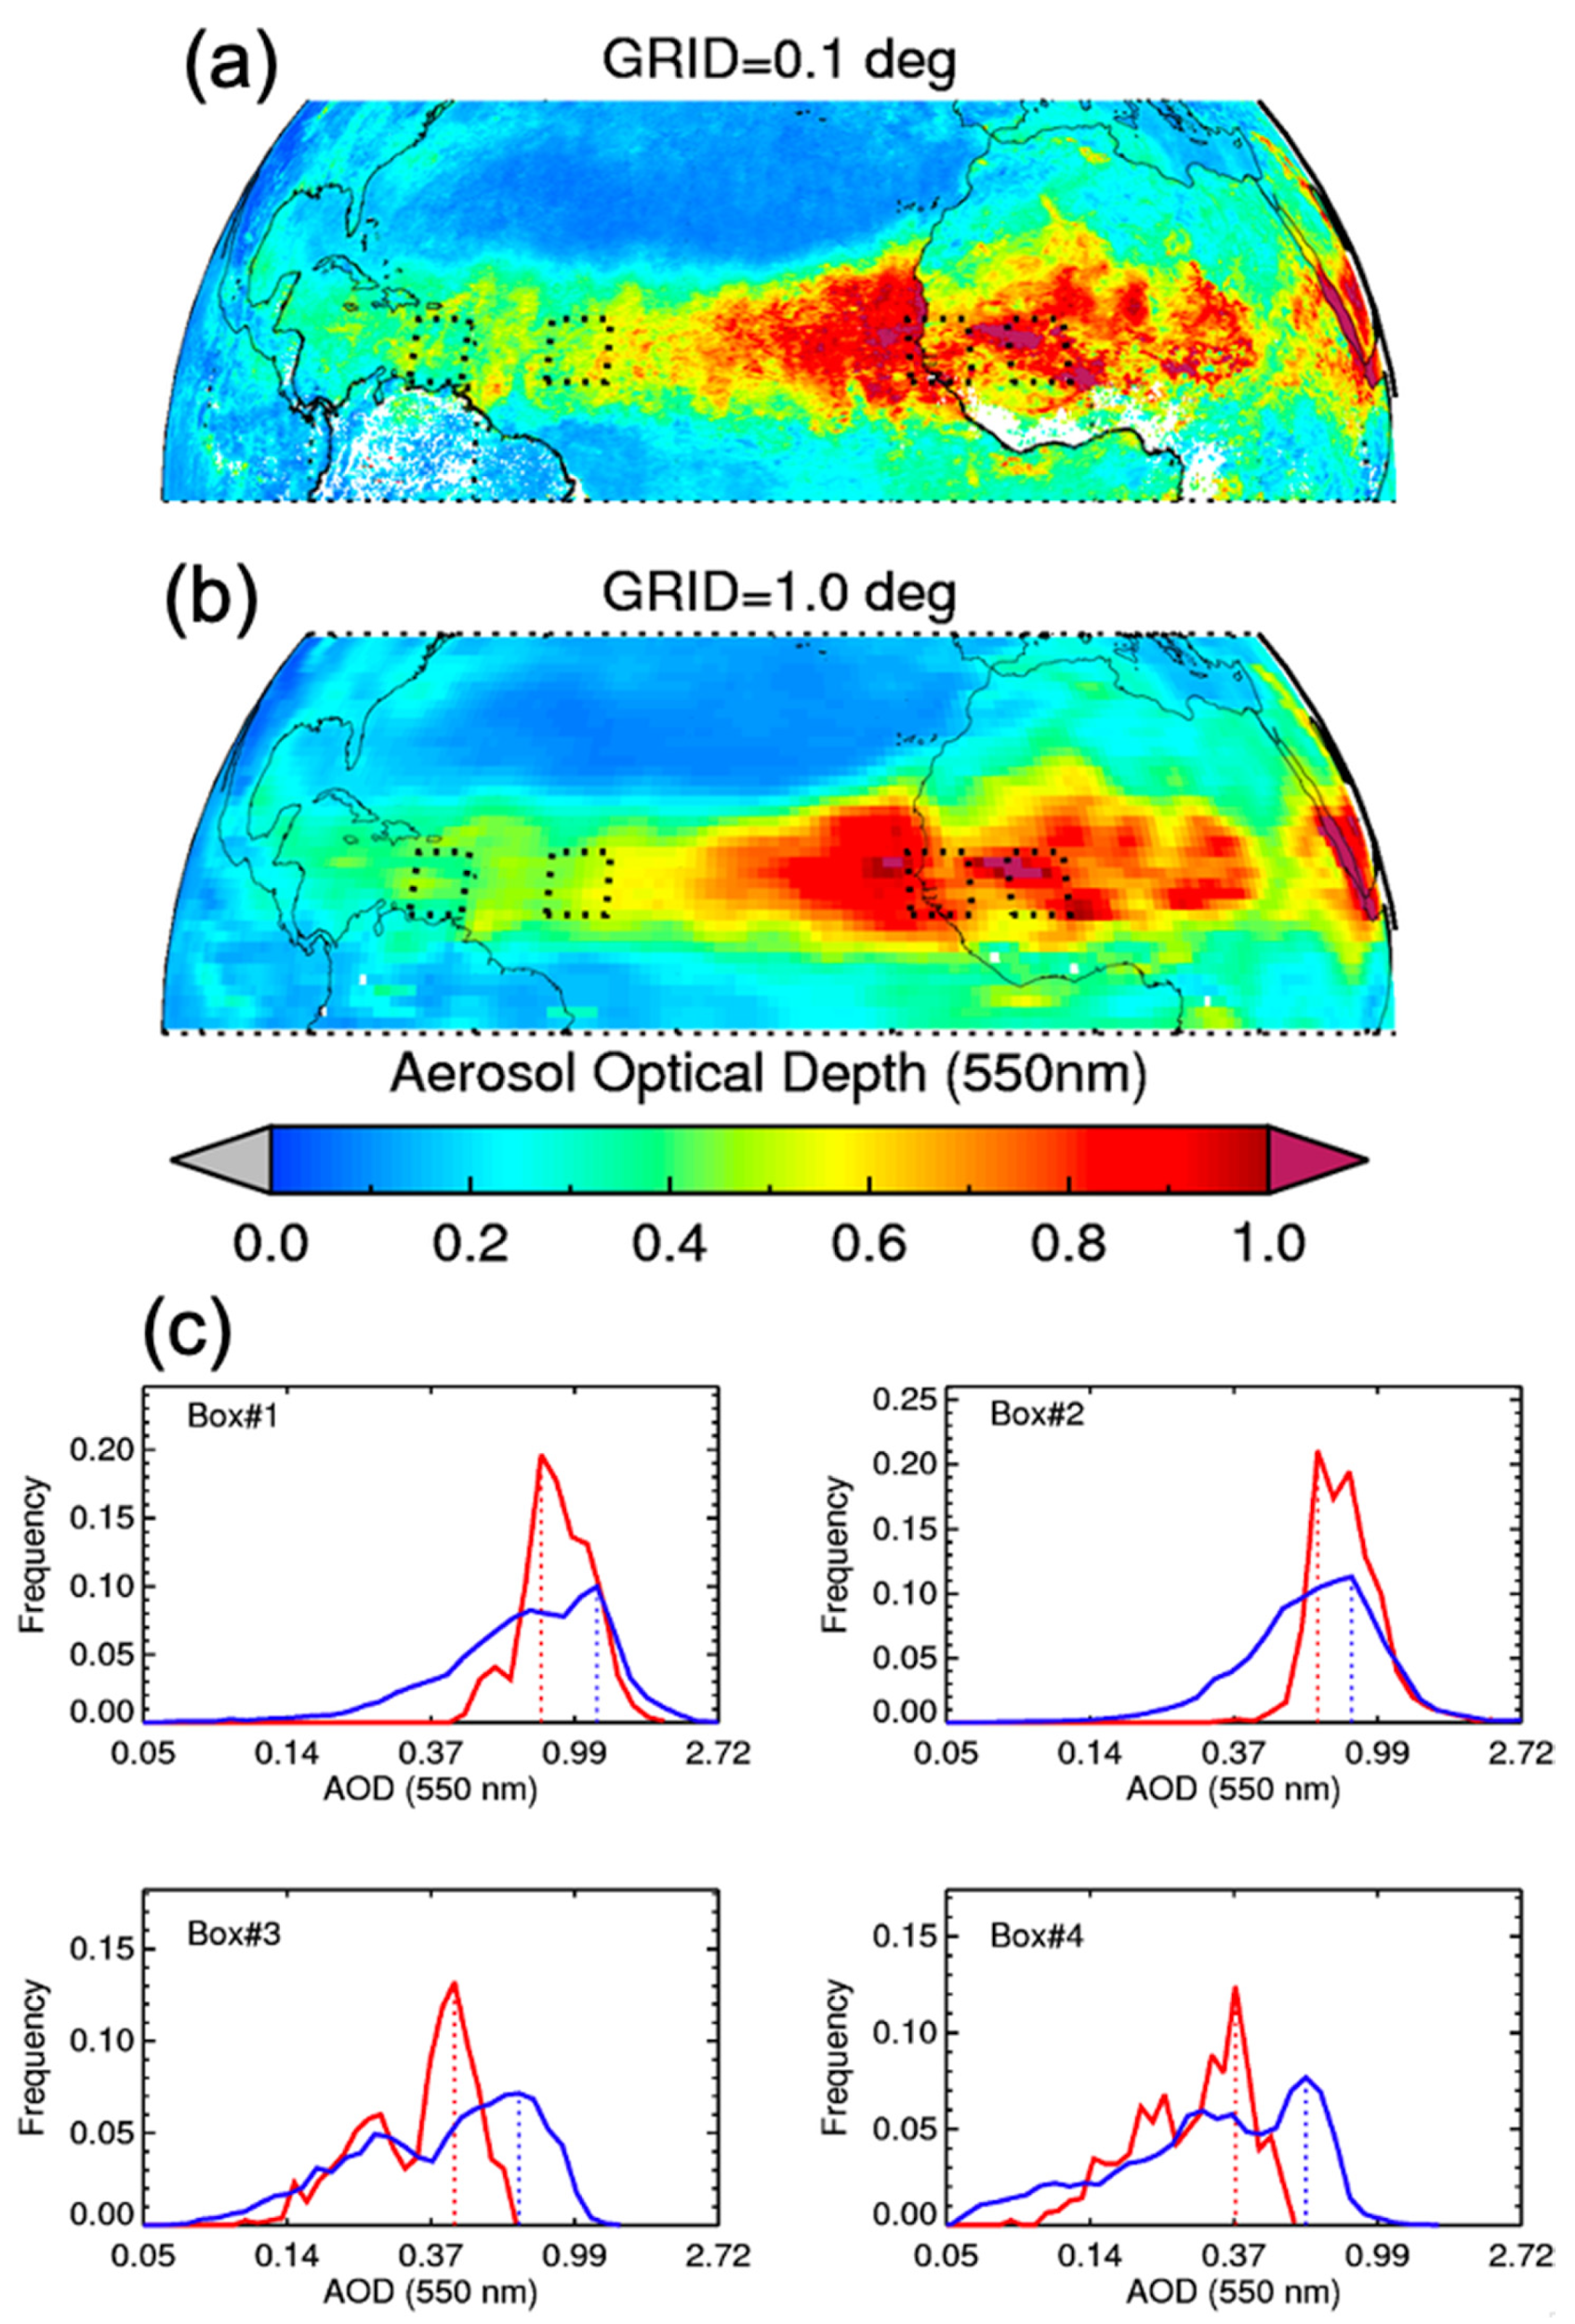 (a)
GRID=0.1 deg
(b)
GRID=1.0 deg
Aerosol Optical Depth (550nm)
0.0 0.2 0.4 0.6 0.8 1.0
(c)
Box#1
Frequency
0.20
0.15
0.10
0.05
0.00
0.05 0.14 0.37 0.99 2.72
AOD (550 nm)
Box#2
Frequency
0.25
0.20
0.15
0.10
0.05
0.00
0.05 0.14 0.37 0.99 2.72
AOD (550 nm)
Box#3
Frequency
0.15
0.10
0.05
0.00
0.05 0.14 0.37 0.99 2.72
AOD (550 nm)
Box#4
Frequency
0.15
0.10
0.05
0.00
0.05 0.14 0.37 0.99 2.72
AOD (550 nm)